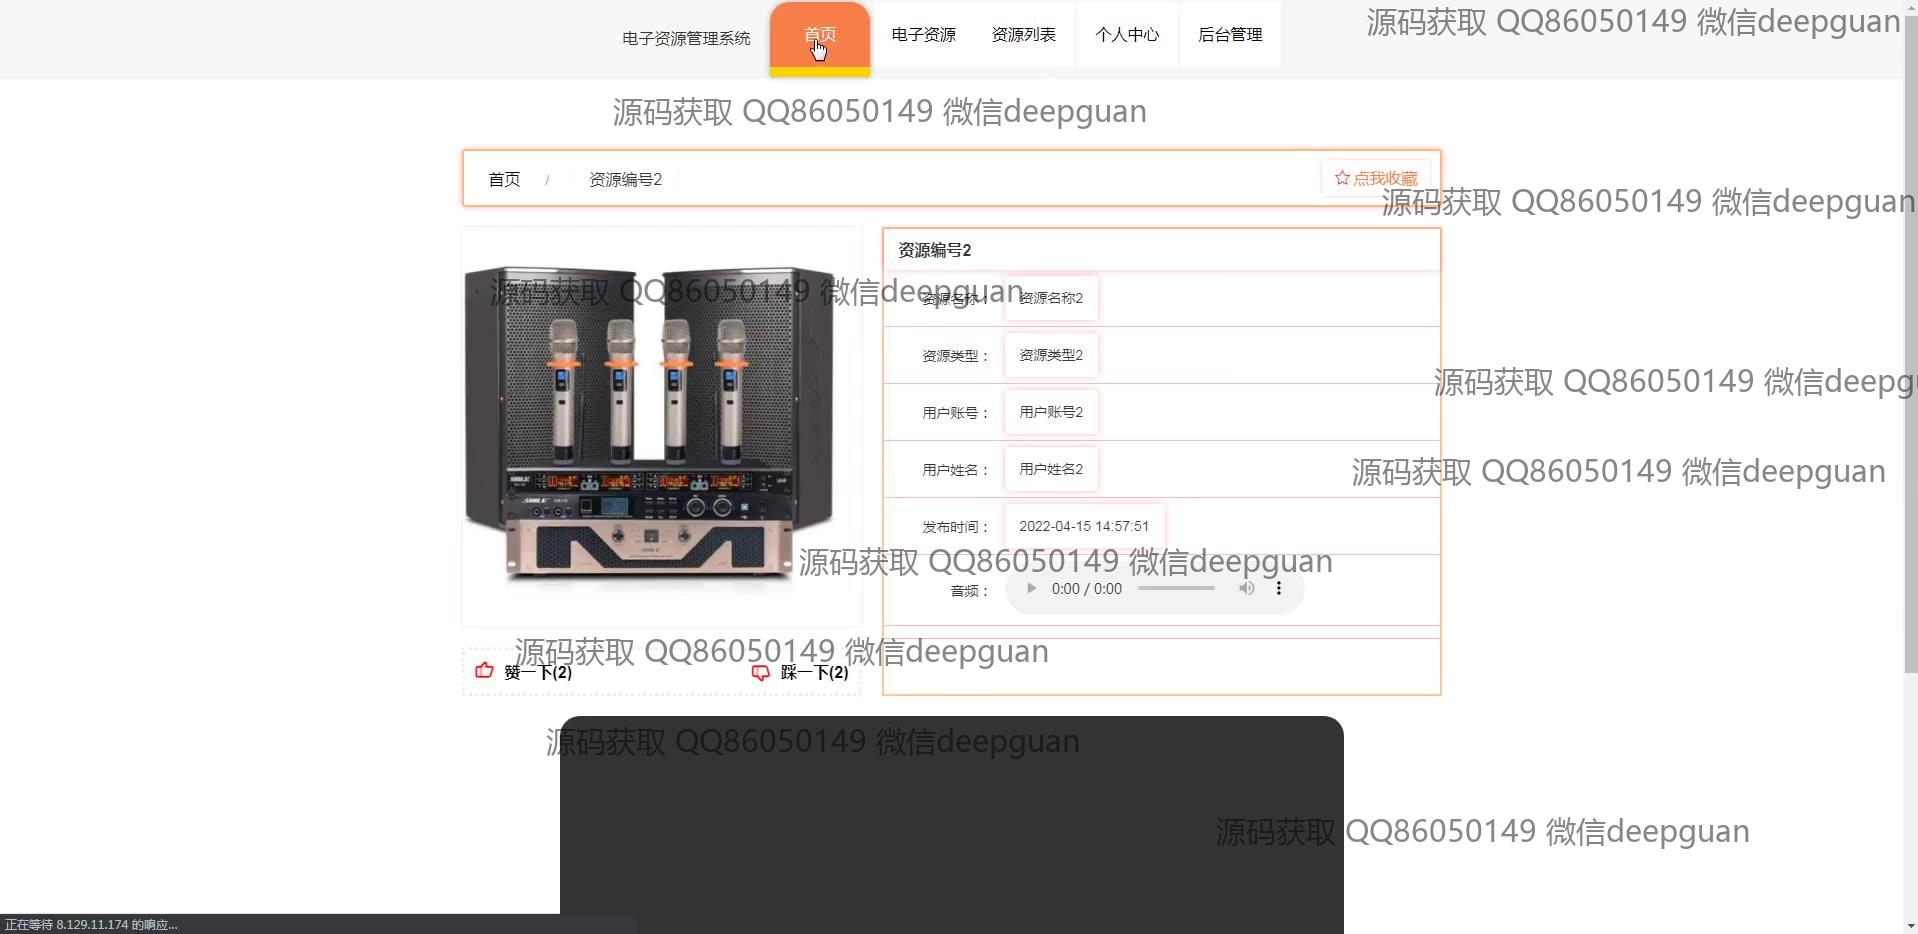 电子资源管理系统
首页
电子资源
资源列表
个人中心
后台管理
源码获取 QQ86050149 微信deepguan
源码获取 QQ86050149 微信deepguan
首页 / 资源编号2
点我收藏
源码获取 QQ86050149 微信deepguan
资源编号2
源码获取 QQ86050149 微信deepguan
资源名称： 资源名称2
资源类型： 资源类型2
源码获取 QQ86050149 微信deepg
用户账号： 用户账号2
用户姓名： 用户姓名2
源码获取 QQ86050149 微信deepguan
发布时间： 2022-04-15 14:57:51
源码获取 QQ86050149 微信deepguan
音频： 0:00 / 0:00
源码获取 QQ86050149 微信deepguan
赞一下(2)
踩一下(2)
源码获取 QQ86050149 微信deepguan
源码获取 QQ86050149 微信deepguan
正在等待 8.129.11.174 的响应...